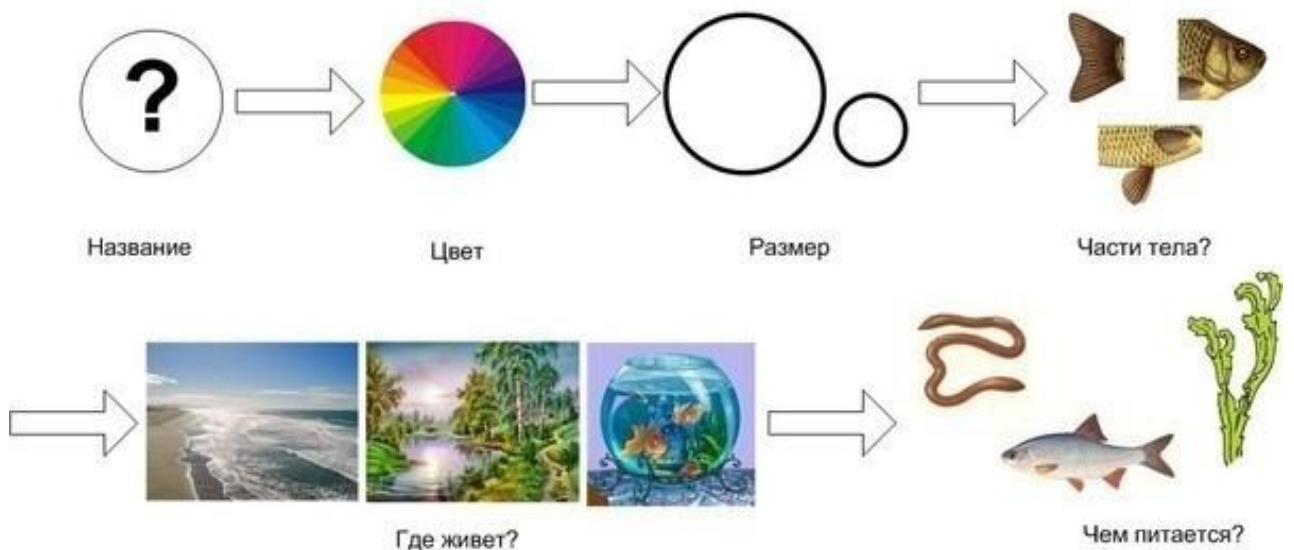 ?
Название
Цвет
Размер
Части тела?
Где живет?
Чем питается?